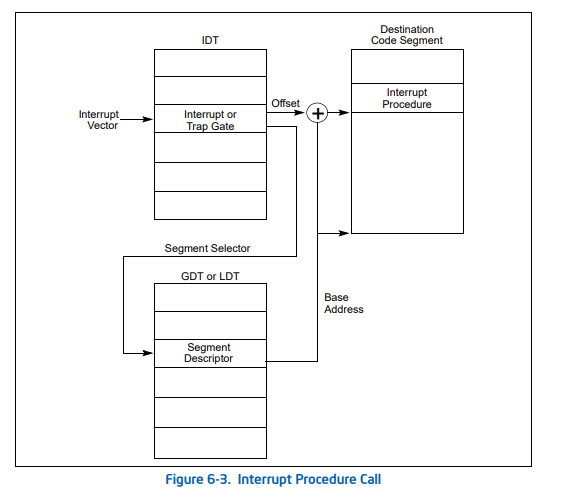 IDT
Destination
Code Segment
Interrupt
Vector
Interrupt or
Trap Gate
Offset
+
Interrupt
Procedure
Segment Selector
GDT or LDT
Base
Address
Segment
Descriptor
Figure 6-3. Interrupt Procedure Call